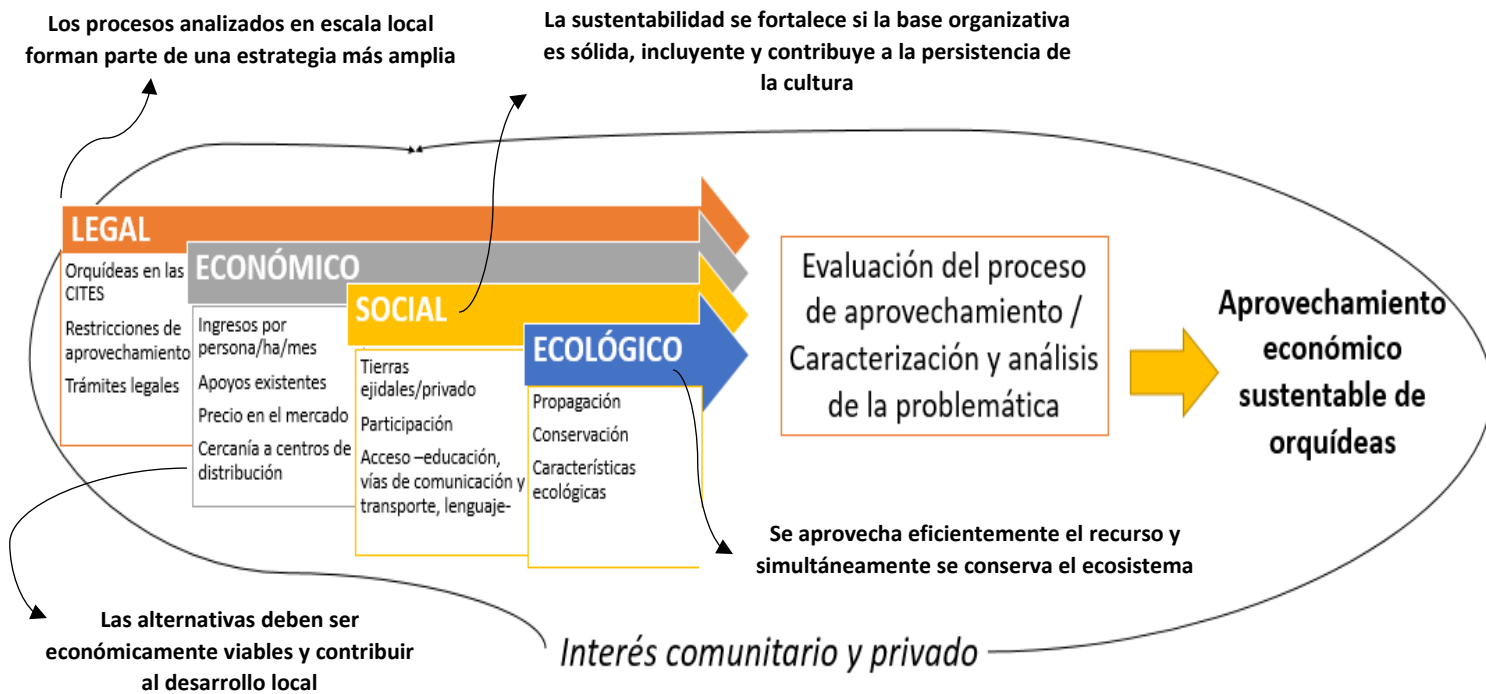 Los procesos analizados en escala local
forman parte de una estrategia más amplia
La sustentabilidad se fortalece si la base organizativa
es sólida, incluyente y contribuye a la persistencia de
la cultura
LEGAL
Orquídeas en las
CITES
Restricciones de
aprovechamiento
Trámites legales
ECONÓMICO
Ingresos por
persona/ha/mes
Apoyos existentes
Precio en el mercado
Cercanía a centros de
distribución
SOCIAL
Tierras
ejidales/privado
Participación
Acceso –educación,
vías de comunicación y
transporte, lenguaje-
ECOLÓGICO
Propagación
Conservación
Características
ecológicas
Evaluación del proceso
de aprovechamiento /
Caracterización y análisis
de la problemática
Aprovechamiento
económico
sustentable de
orquídeas
Se aprovecha eficientemente el recurso y
simultáneamente se conserva el ecosistema
Las alternativas deben ser
económicamente viables y contribuir
al desarrollo local
Interés comunitario y privado